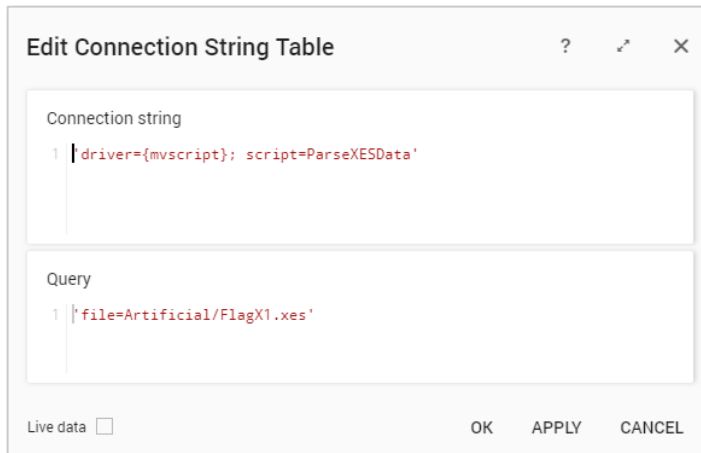 Edit Connection String Table ? ×
Connection string
1 'driver={mvscript}; script=ParseXESData'
Query
1 'file=Artificial/FlagX1.xes'
Live data OK APPLY CANCEL